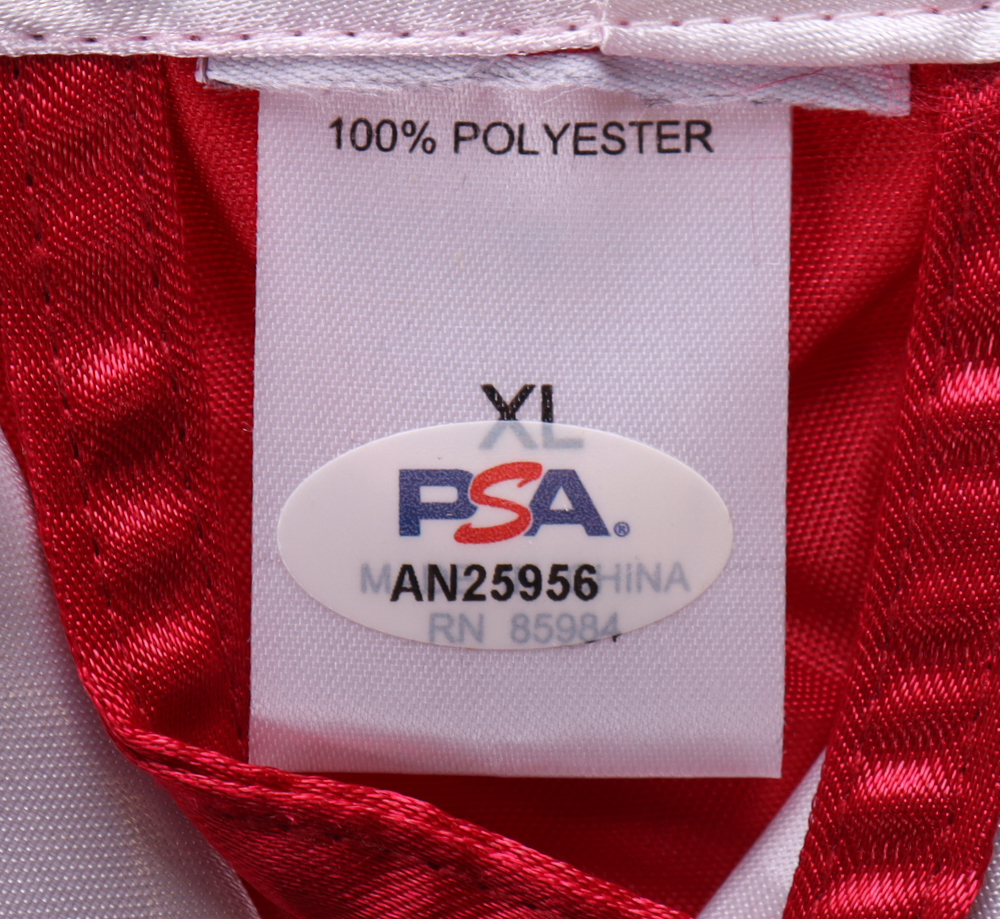 100% POLYESTER
XL
PSA®
AN25956
RN 85984